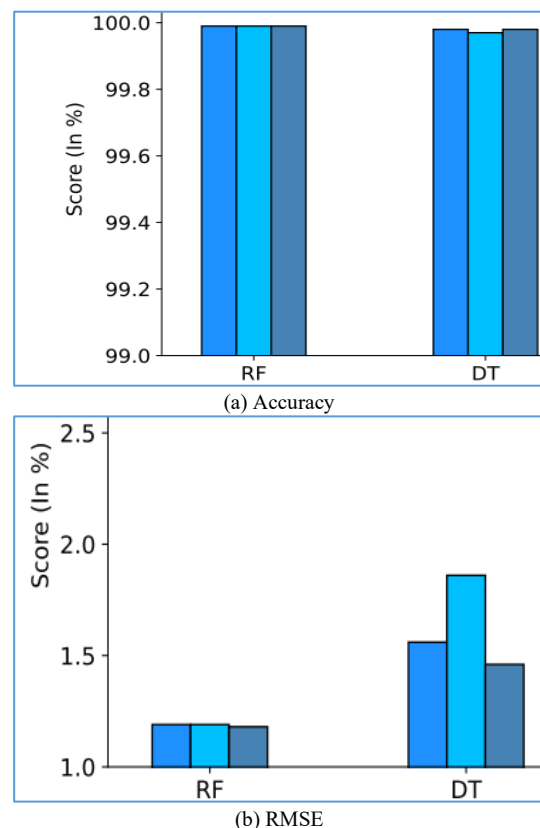 100.0
99.8
99.6
99.4
99.2
99.0
Score (In %)
RF DT
(a) Accuracy
2.5
2.0
1.5
1.0
Score (In %)
RF DT
(b) RMSE